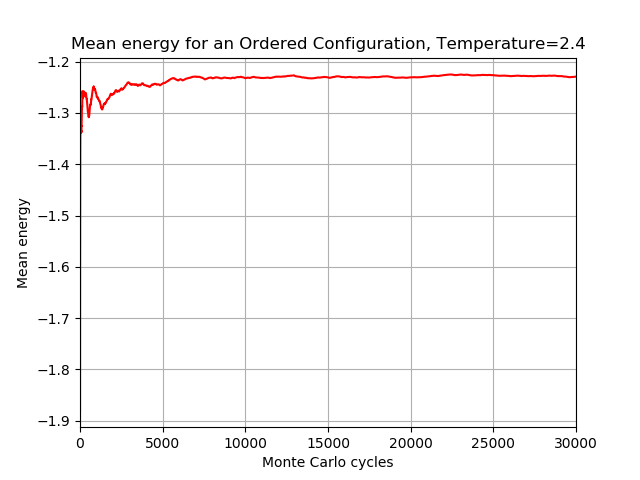 Mean energy for an Ordered Configuration, Temperature=2.4
−1.2
−1.3
−1.4
−1.5
−1.6
−1.7
−1.8
−1.9
Mean energy
0 5000 10000 15000 20000 25000 30000
Monte Carlo cycles